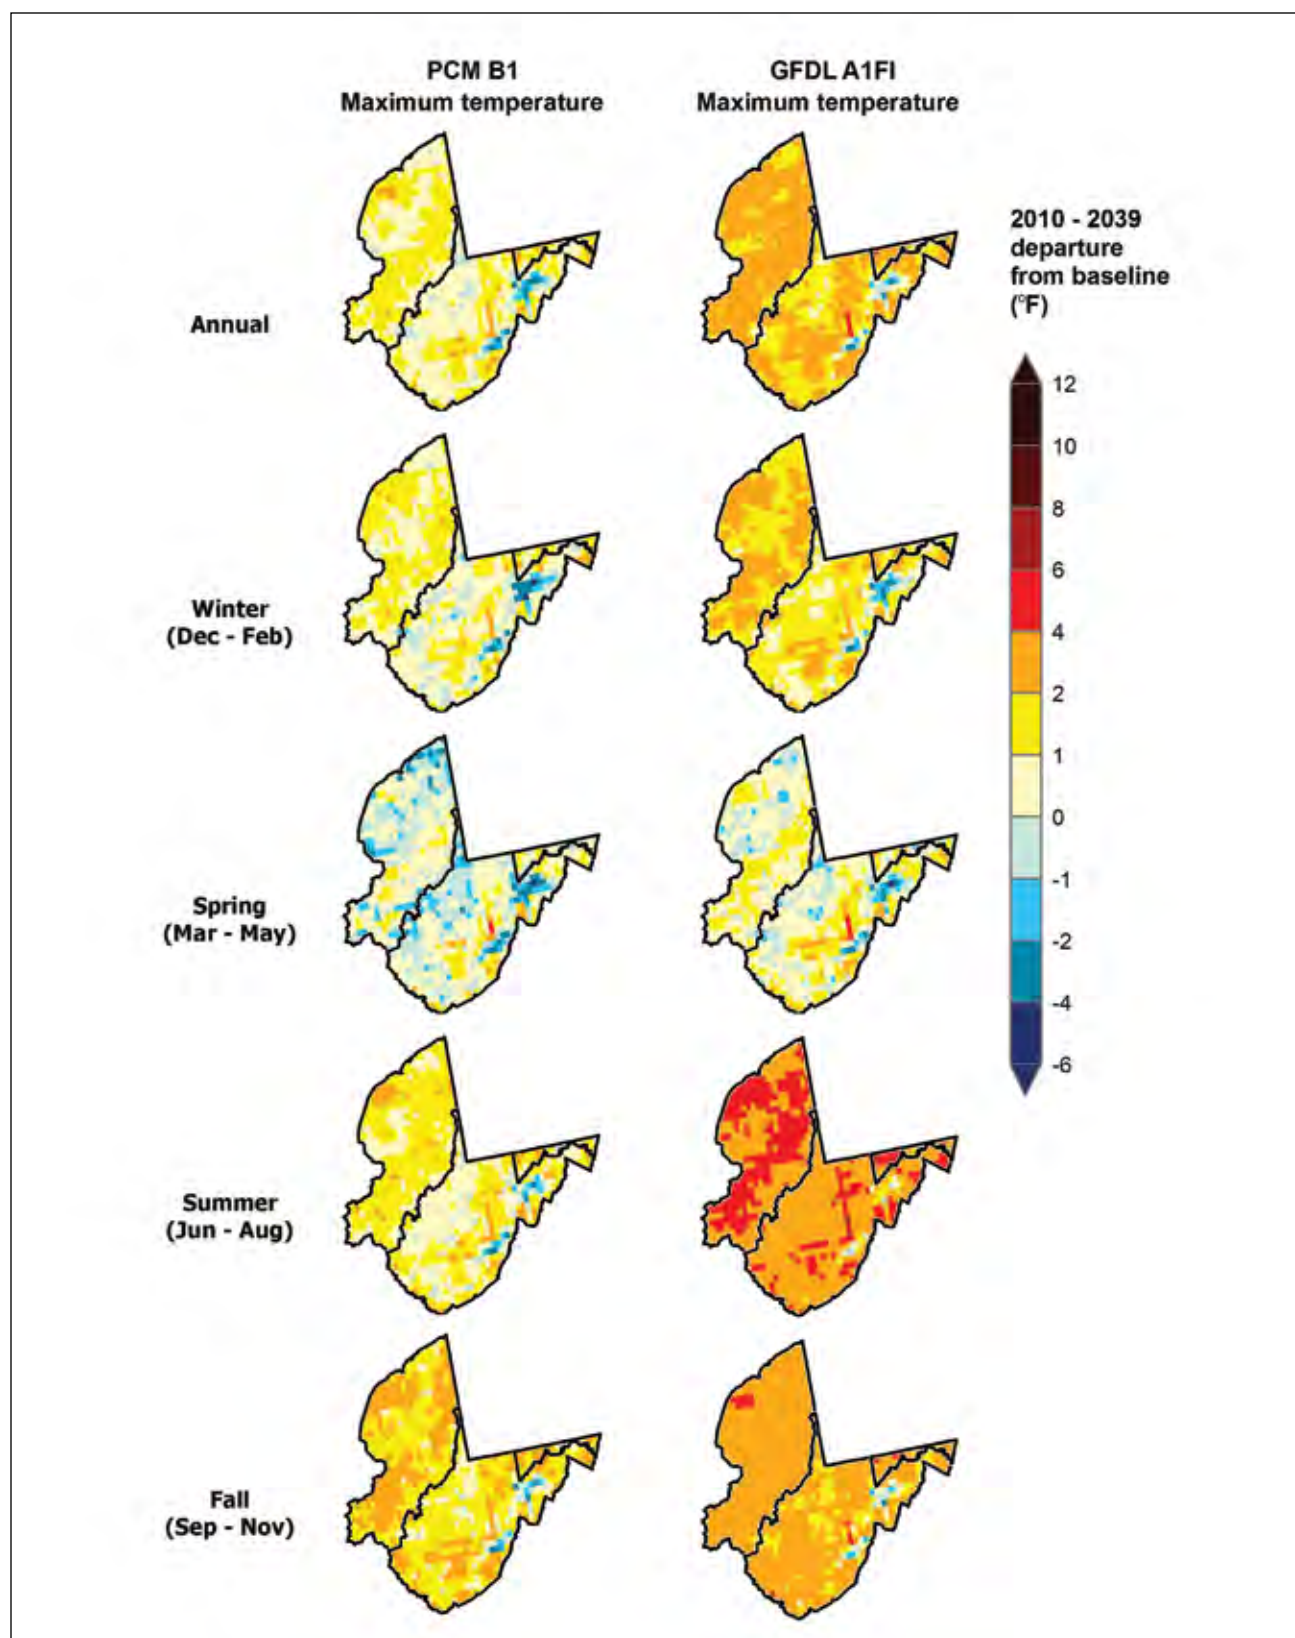 PCM B1
Maximum temperature
GFDL A1FI
Maximum temperature
2010 - 2039
departure
from baseline
(°F)
Annual
12
10
8
6
4
2
1
0
-1
-2
-4
-6
Winter
(Dec - Feb)
Spring
(Mar - May)
Summer
(Jun - Aug)
Fall
(Sep - Nov)